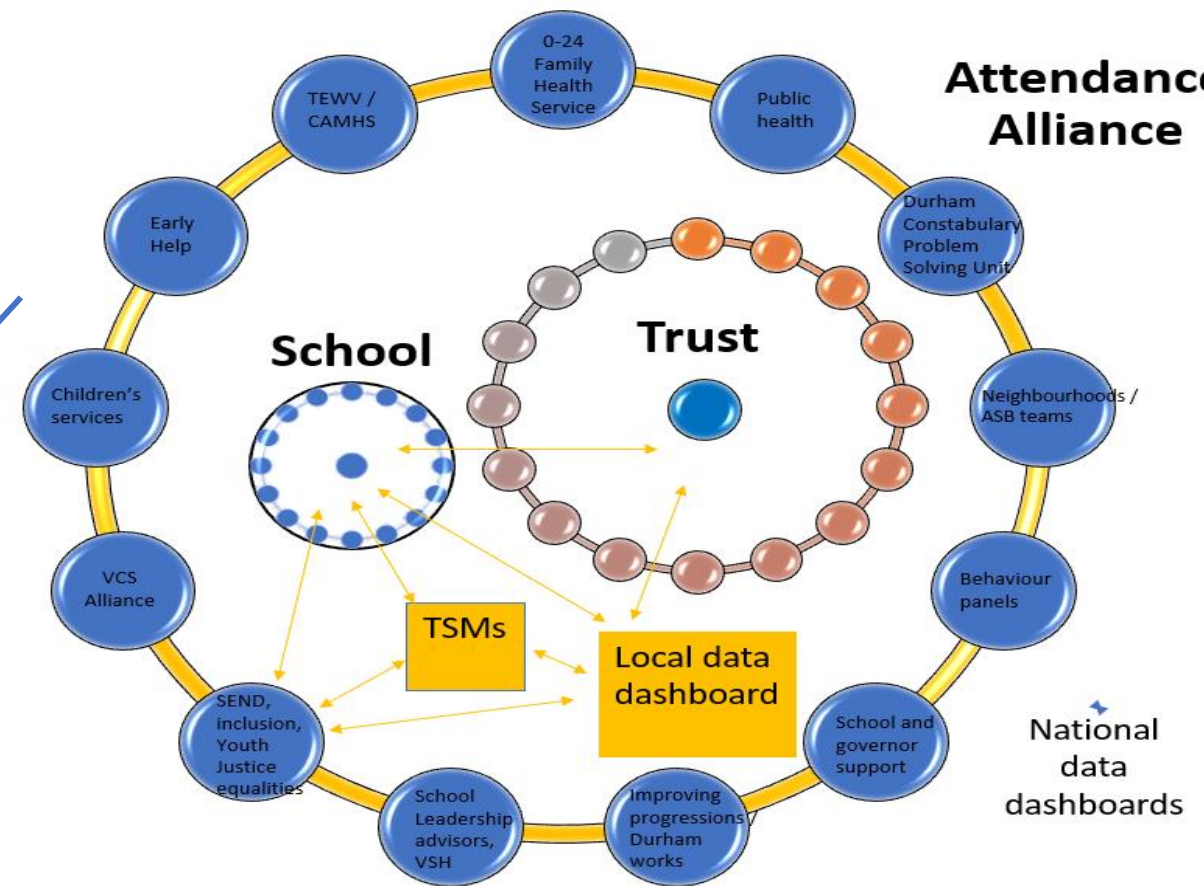 Attendance
Alliance
0-24
Family
Health
Service
Public
health
Durham
Constabulary
Problem
Solving Unit
Neighbourhoods /
ASB teams
Behaviour
panels
School and
governor
support
Improving
progressions /
Durham
works
School
Leadership
advisors,
VSH
SEND,
inclusion,
Youth
Justice
equalities
VCS
Alliance
Children's
services
Early
Help
TEWV /
CAMHS
School
Trust
TSMs
Local data
dashboard
National
data
dashboards